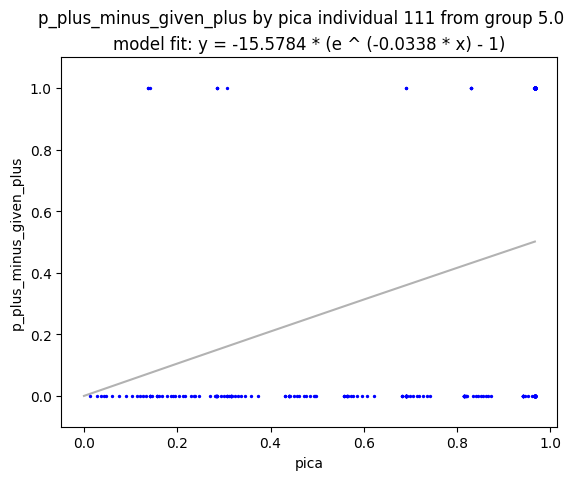 p_plus_minus_given_plus by pica individual 111 from group 5.0
model fit: y = -15.5784 * (e ^ (-0.0338 * x) - 1)
p_plus_minus_given_plus
1.0
0.8
0.6
0.4
0.2
0.0
0.0 0.2 0.4 0.6 0.8 1.0
pica